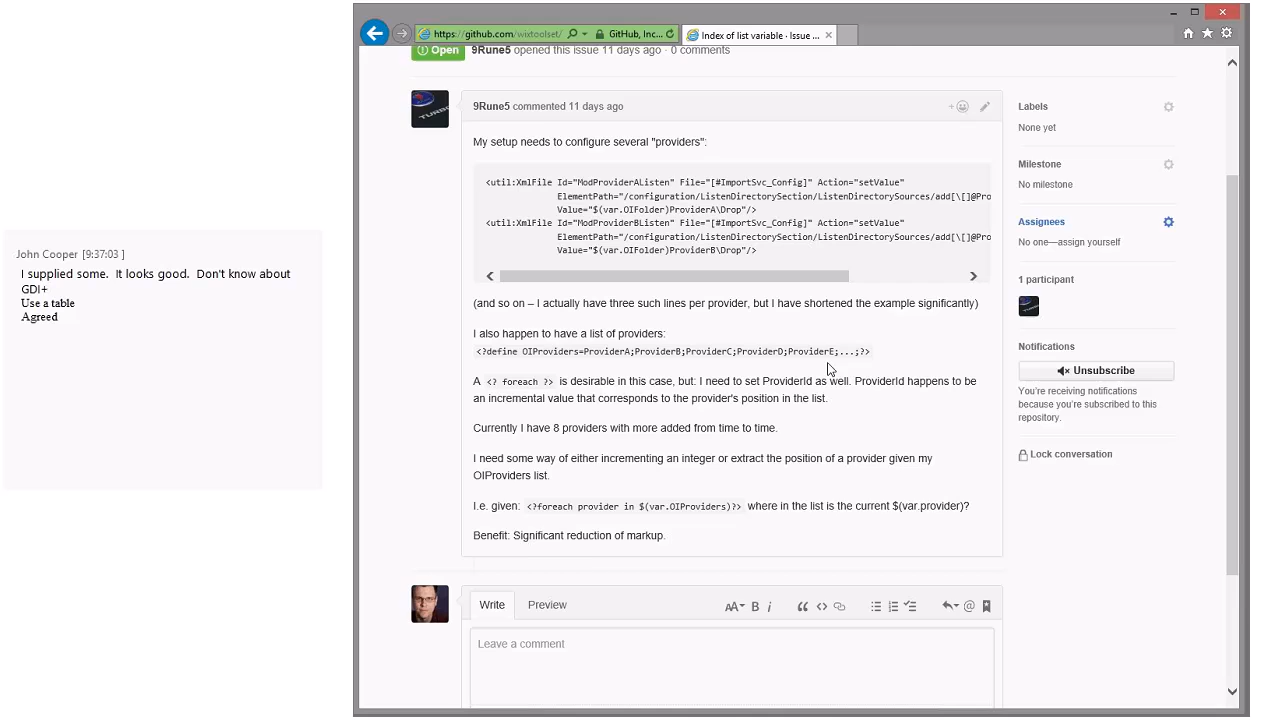 John Cooper [9:37:03 ]
I supplied some.  It looks good.  Don't know about
GDI+
Use a table
Agreed
https://github.com/wixtoolset/
GitHub, Inc...
Index of list variable · Issue ...
Open
9Rune5 opened this issue 11 days ago · 0 comments
9Rune5 commented 11 days ago
My setup needs to configure several "providers":
<util:XmlFile Id="ModProviderAListen" File="[#ImportSvc_Config]" Action="setValue"
ElementPath="/configuration/ListenDirectorySection/ListenDirectorySources/add[\[]@Pro
Value="$(var.OIFolder)ProviderA\Drop"/>
<util:XmlFile Id="ModProviderBListen" File="[#ImportSvc_Config]" Action="setValue"
ElementPath="/configuration/ListenDirectorySection/ListenDirectorySources/add[\[]@Pro
Value="$(var.OIFolder)ProviderB\Drop"/>
(and so on – I actually have three such lines per provider, but I have shortened the example significantly)
I also happen to have a list of providers:
<?define OIProviders=ProviderA;ProviderB;ProviderC;ProviderD;ProviderE;...;?>
A <? foreach ?> is desirable in this case, but: I need to set ProviderId as well. ProviderId happens to be
an incremental value that corresponds to the provider's position in the list.
Currently I have 8 providers with more added from time to time.
I need some way of either incrementing an integer or extract the position of a provider given my
OIProviders list.
I.e. given: <?foreach provider in $(var.OIProviders)?> where in the list is the current $(var.provider)?
Benefit: Significant reduction of markup.
Write
Preview
AA
B
i
Leave a comment
Labels
None yet
Milestone
No milestone
Assignees
No one—assign yourself
1 participant
Notifications
Unsubscribe
You're receiving notifications
because you're subscribed to this
repository.
Lock conversation